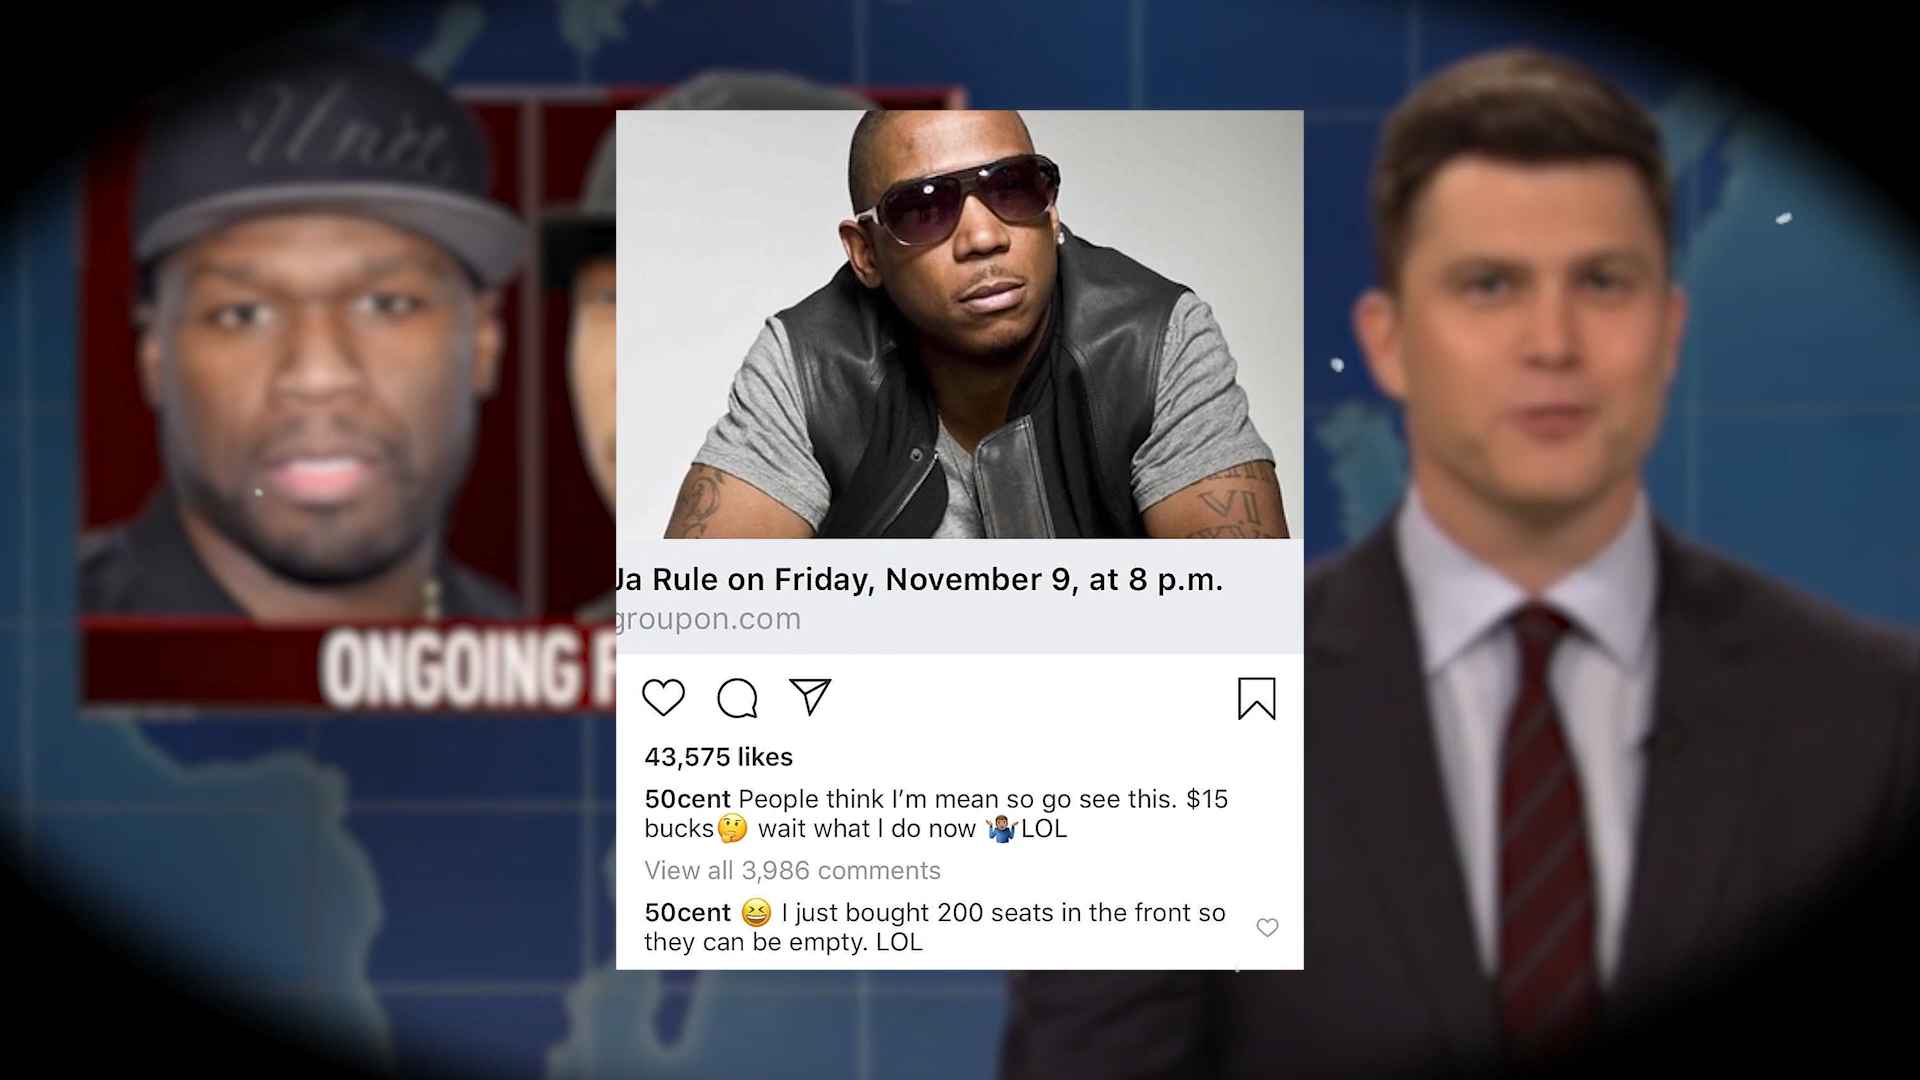 Unit
ONGOING F
Ja Rule on Friday, November 9, at 8 p.m.
groupon.com
43,575 likes
50cent People think I'm mean so go see this. $15
bucks🤔 wait what I do now 🤷🏽‍♂️LOL
View all 3,986 comments
50cent 😆 I just bought 200 seats in the front so
they can be empty. LOL
VI